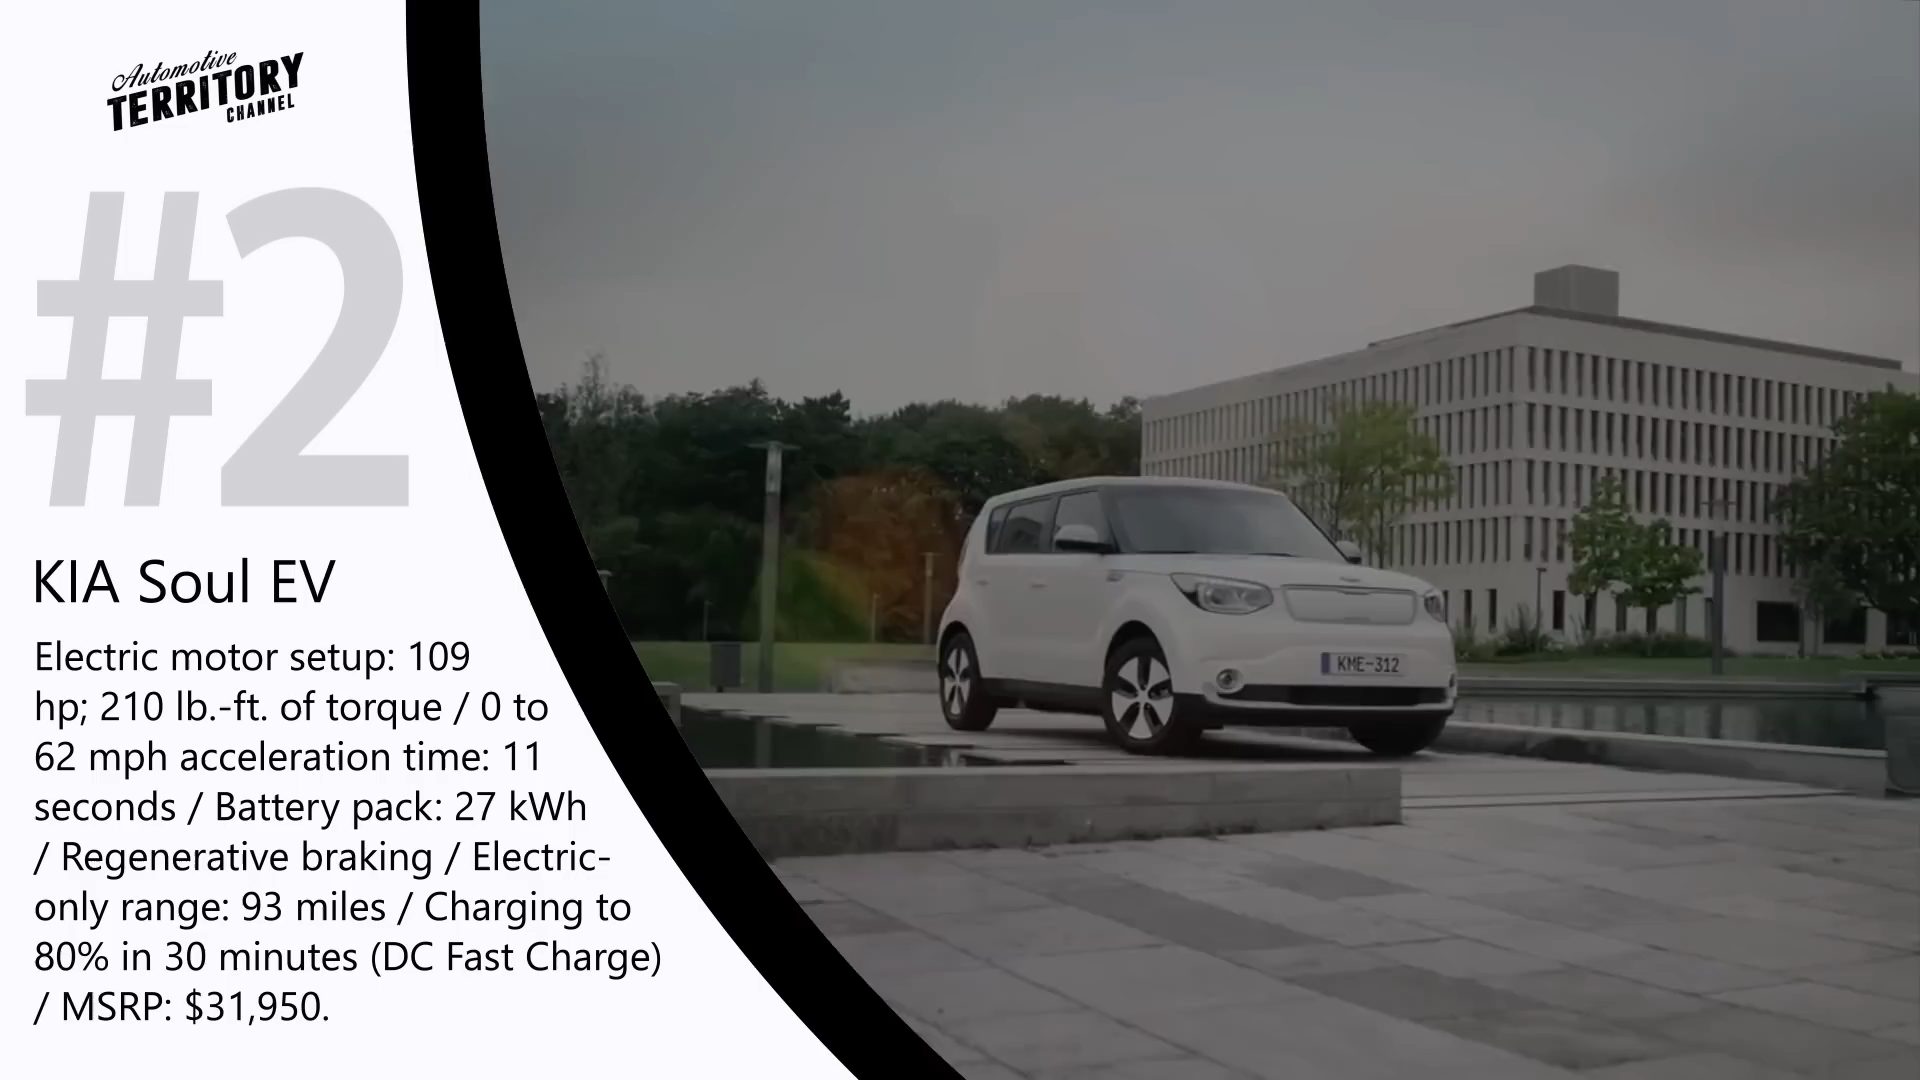 Automotive
TERRITORY
CHANNEL
#2
KIA Soul EV
Electric motor setup: 109
hp; 210 lb.-ft. of torque / 0 to
62 mph acceleration time: 11
seconds / Battery pack: 27 kWh
/ Regenerative braking / Electric-
only range: 93 miles / Charging to
80% in 30 minutes (DC Fast Charge)
/ MSRP: $31,950.
KME-312